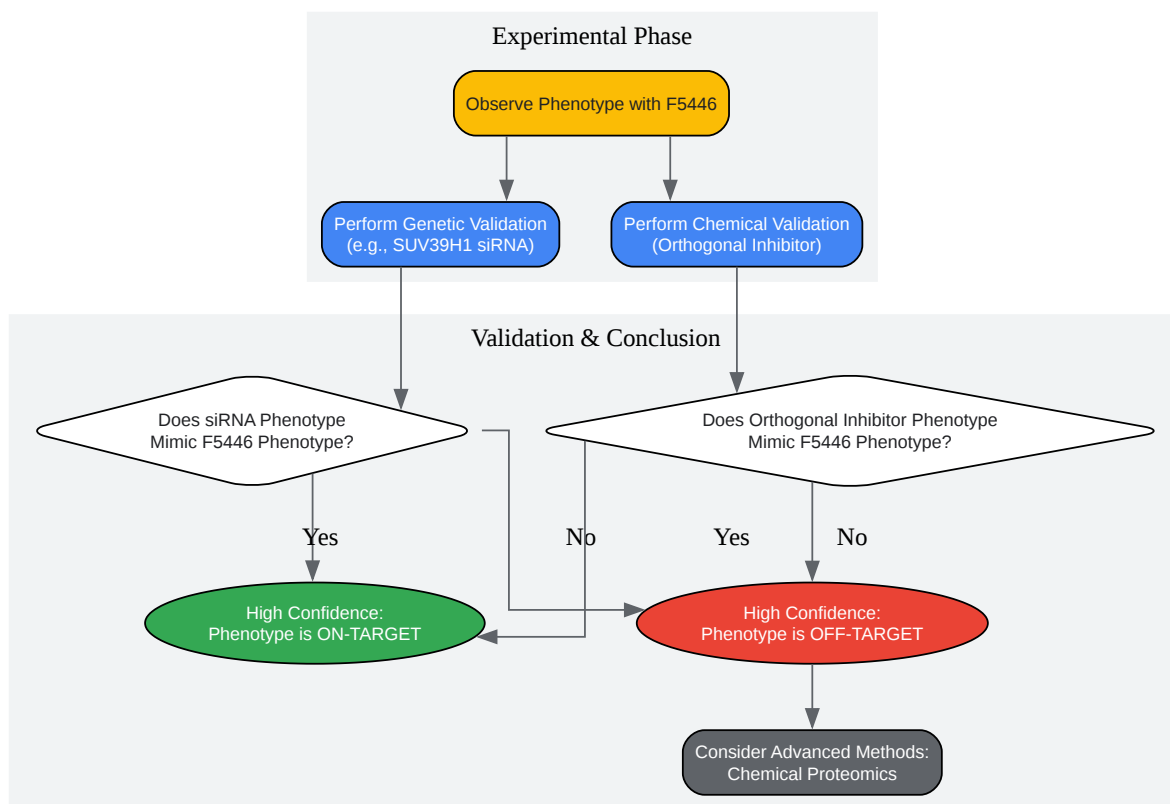 Experimental Phase
Observe Phenotype with F5446
Perform Genetic Validation
(e.g., SUV39H1 siRNA)
Perform Chemical Validation
(Orthogonal Inhibitor)
Validation & Conclusion
Does siRNA Phenotype
Mimic F5446 Phenotype?
Does Orthogonal Inhibitor Phenotype
Mimic F5446 Phenotype?
Yes
No
Yes
No
High Confidence:
Phenotype is ON-TARGET
High Confidence:
Phenotype is OFF-TARGET
Consider Advanced Methods:
Chemical Proteomics